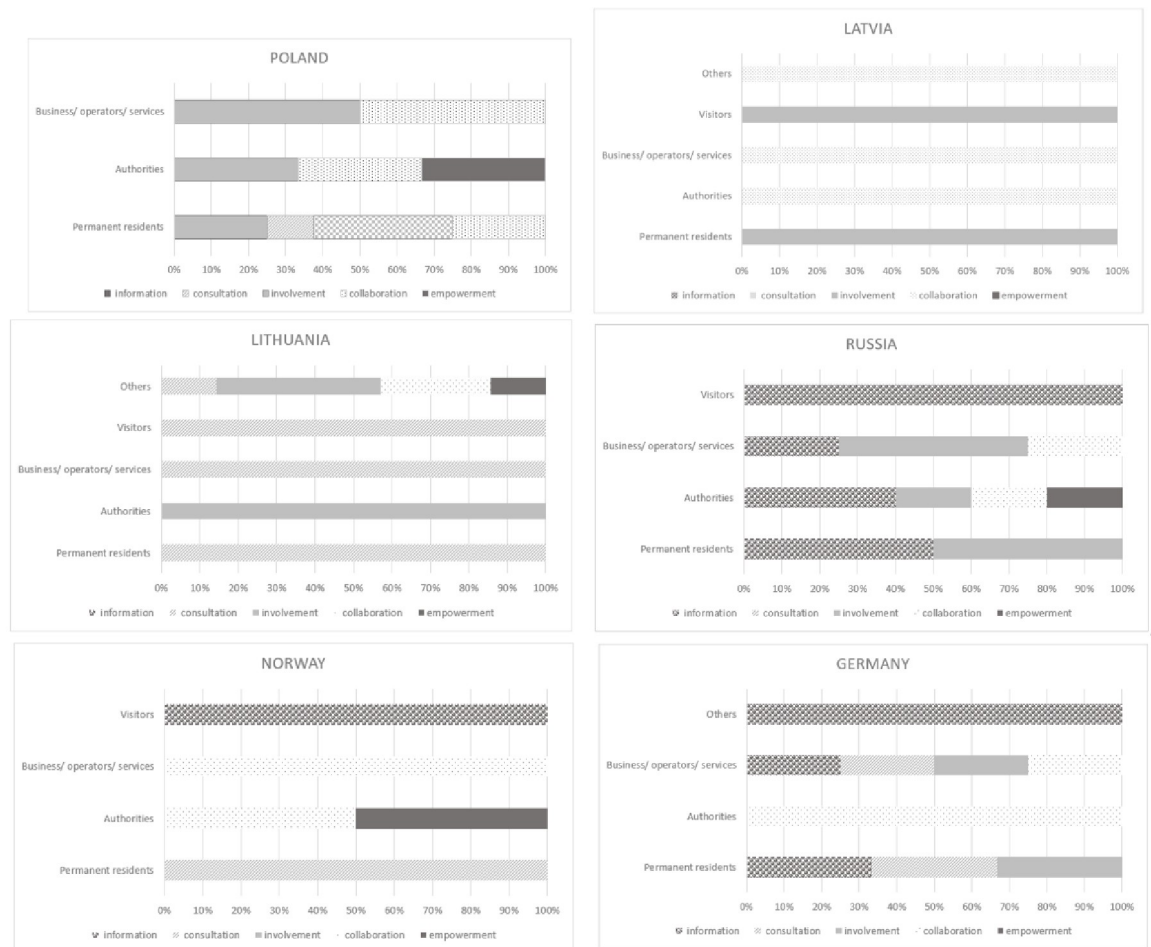 POLAND
Business/ operators/ services
Authorities
Permanent residents
0% 10% 20% 30% 40% 50% 60% 70% 80% 90% 100%
information consultation involvement collaboration empowerment
LATVIA
Others
Visitors
Business/ operators/ services
Authorities
Permanent residents
0% 10% 20% 30% 40% 50% 60% 70% 80% 90% 100%
information consultation involvement collaboration empowerment
LITHUANIA
Others
Visitors
Business/ operators/ services
Authorities
Permanent residents
0% 10% 20% 30% 40% 50% 60% 70% 80% 90% 100%
information consultation involvement collaboration empowerment
RUSSIA
Visitors
Business/ operators/ services
Authorities
Permanent residents
0% 10% 20% 30% 40% 50% 60% 70% 80% 90% 100%
information consultation involvement collaboration empowerment
NORWAY
Visitors
Business/ operators/ services
Authorities
Permanent residents
0% 10% 20% 30% 40% 50% 60% 70% 80% 90% 100%
information consultation involvement collaboration empowerment
GERMANY
Others
Business/ operators/ services
Authorities
Permanent residents
0% 10% 20% 30% 40% 50% 60% 70% 80% 90% 100%
information consultation involvement collaboration empowerment